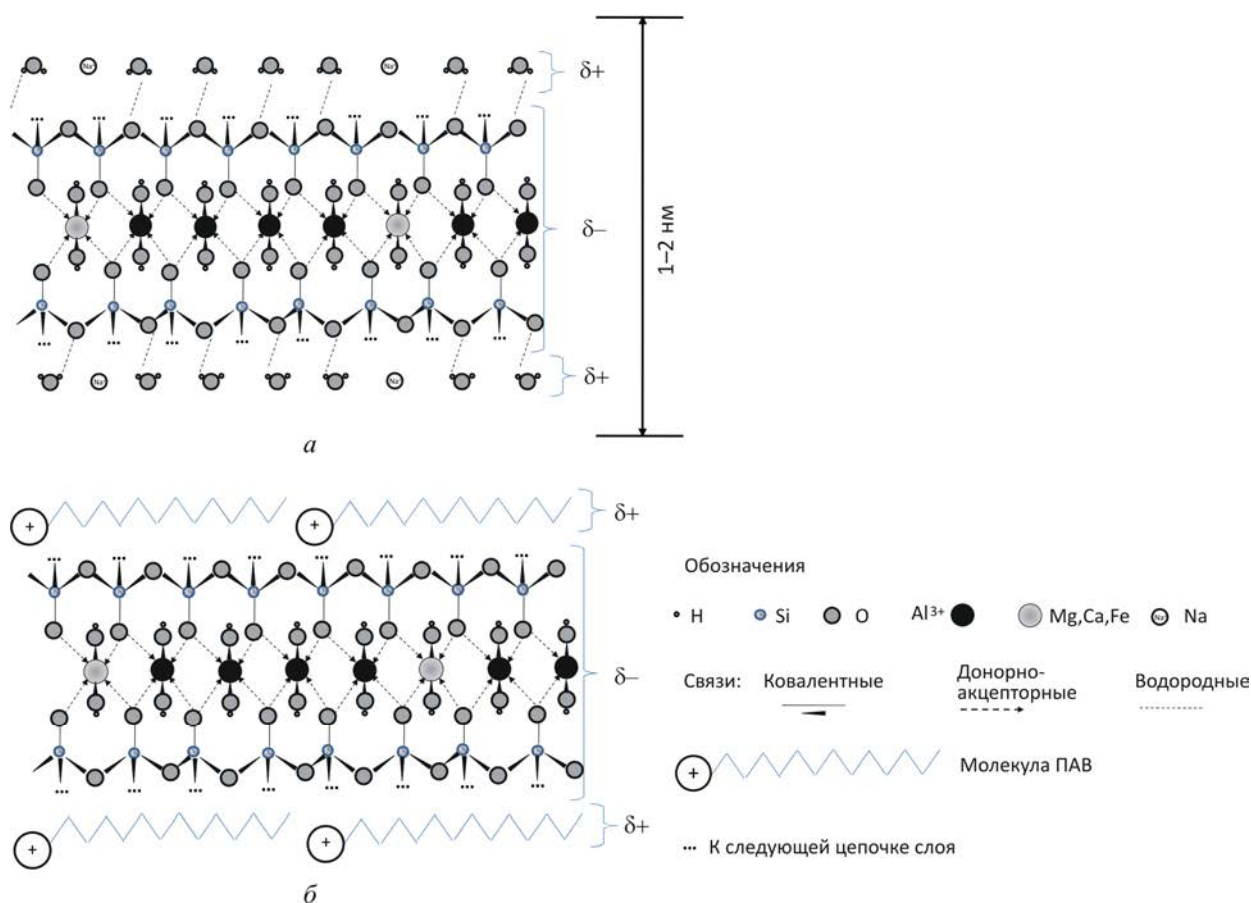 δ+
Na⁺ Na⁺
... ... ... ... ... ... ... ...
δ–
1–2 нм
... ... ... ... ... ... ... ...
Na⁺ Na⁺
δ+
а
+ +
δ+
... ... ... ... ... ... ... ...
δ–
... ... ... ... ... ... ... ...
+ +
δ+
б
Обозначения
H Si O Al³⁺ Mg,Ca,Fe Na⁺ Na
Связи: Ковалентные Донорно-
акцепторные Водородные
+ Молекула ПАВ
... К следующей цепочке слоя